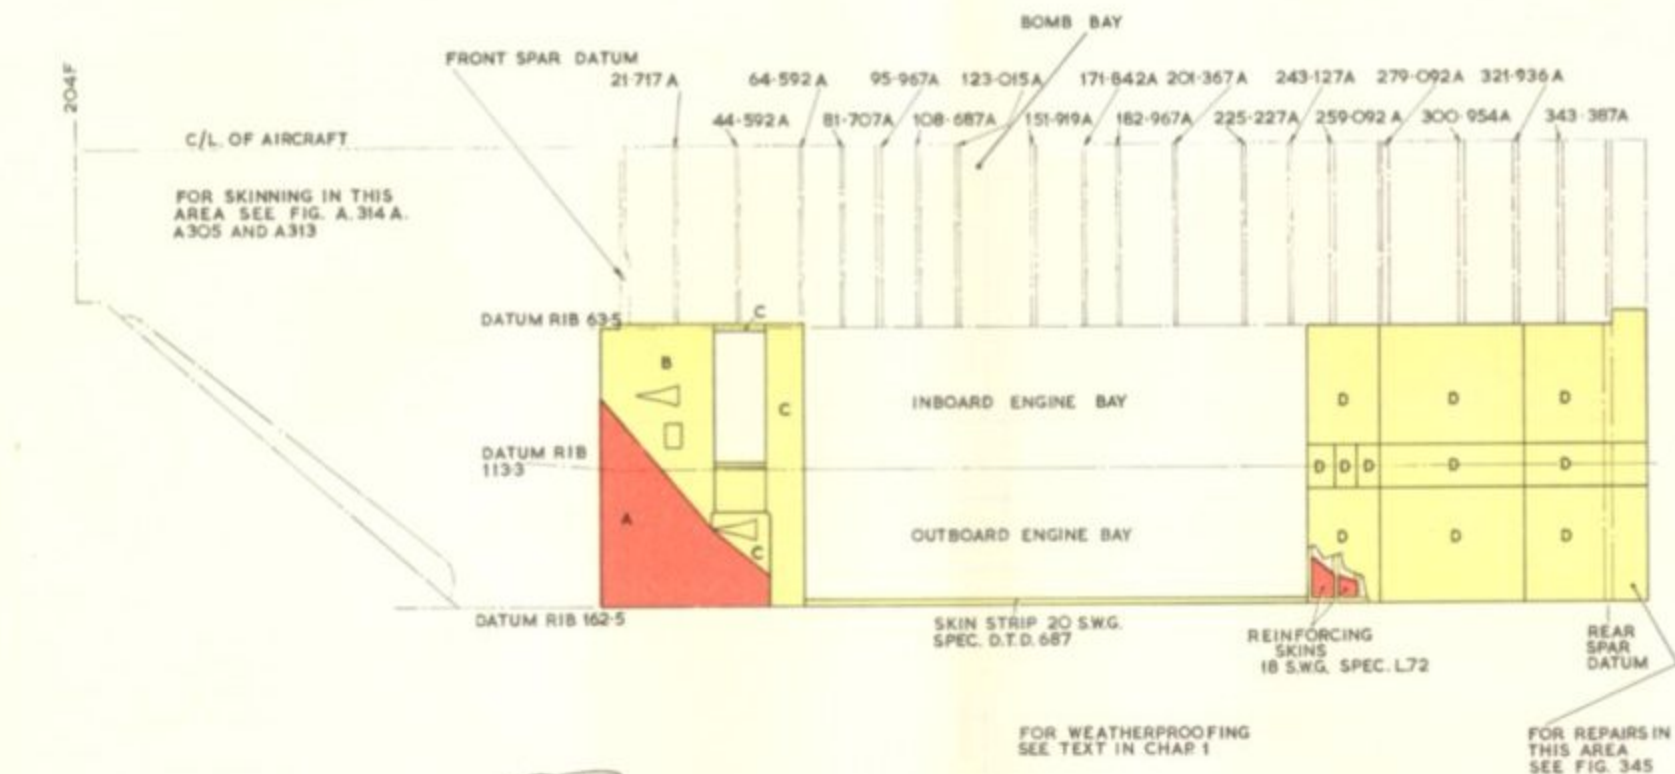 BOMB BAY
FRONT SPAR DATUM
21·717 A
64·592 A
95·967A
123·015A
171·842A
201·367A
243·127A
279·092A
321·936 A
204F
44·592 A
81·707A
108·687A
151·919A
182·967A
225·227A
259·092 A
300·954A
343·387A
C/L. OF AIRCRAFT
FOR SKINNING IN THIS
AREA SEE FIG. A.314 A.
A305 AND A313
DATUM RIB 63·5
C
B
C
INBOARD ENGINE BAY
D
D
D
DATUM RIB
113·3
D
D
D
D
D
A
C
OUTBOARD ENGINE BAY
D
D
D
DATUM RIB 162·5
SKIN STRIP 20 S.W.G.
SPEC. D.T.D. 687
REINFORCING
SKINS
18 S.W.G. SPEC. L.72
REAR
SPAR
DATUM
FOR WEATHERPROOFING
SEE TEXT IN CHAP. 1
FOR REPAIRS IN
THIS AREA
SEE FIG. 345